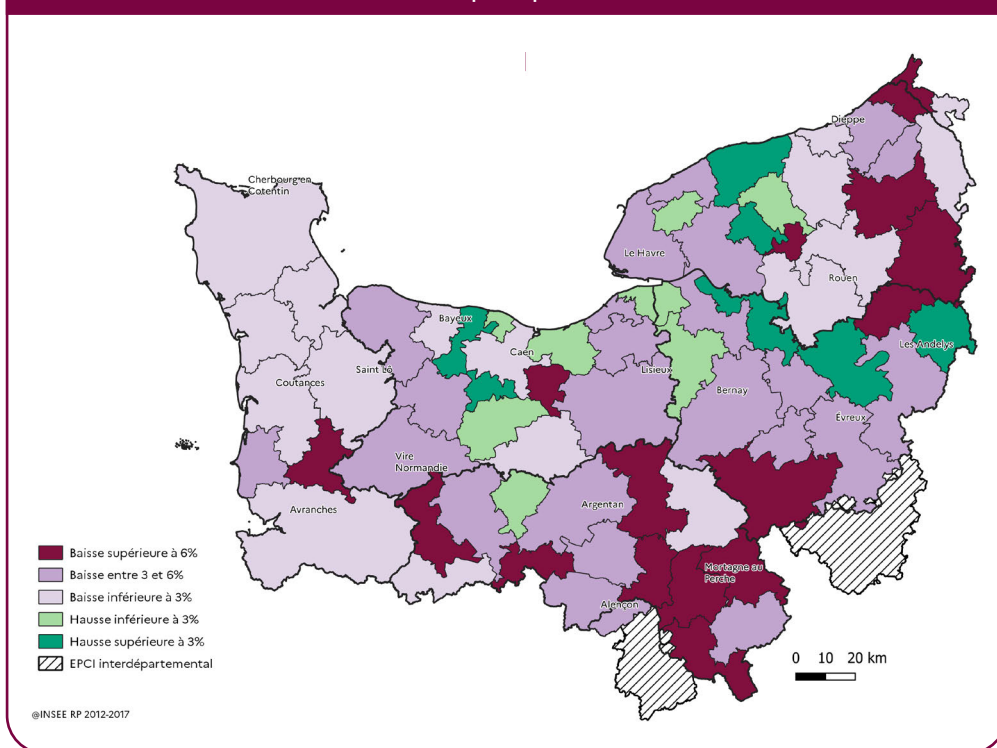 Dieppe
Cherbourg en
Cotentin
Le Havre
Rouen
Bayeux
Les Andelys
Caen
Saint Lô
Lisieux
Coutances
Bernay
Évreux
Vire
Normandie
Argentan
Avranches
Mortagne au
Perche
Alençon
Baisse supérieure à 6%
Baisse entre 3 et 6%
Baisse inférieure à 3%
Hausse inférieure à 3%
Hausse supérieure à 3%
EPCI interdépartemental
0 10 20 km
@INSEE RP 2012-2017